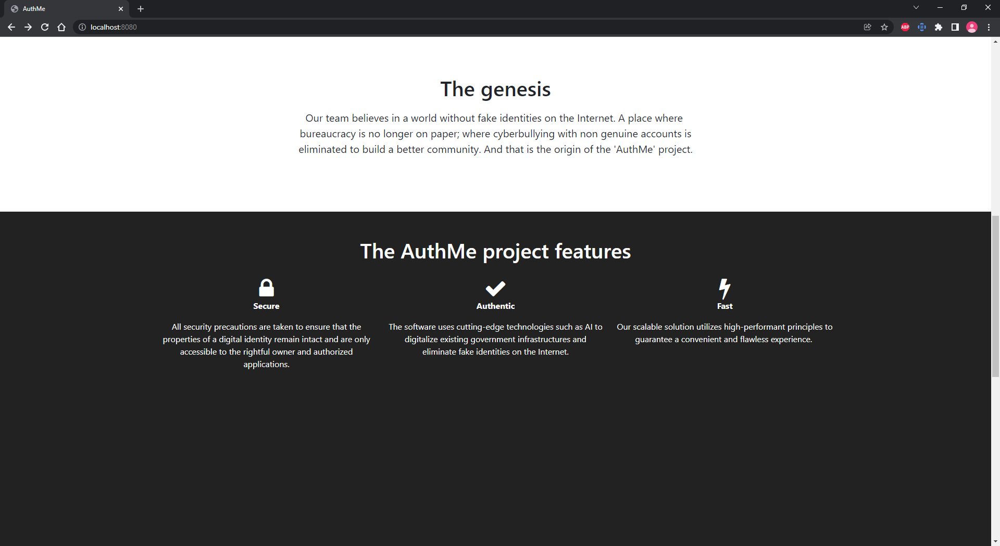 AuthMe
localhost:8080
ABP
The genesis
Our team believes in a world without fake identities on the Internet. A place where
bureaucracy is no longer on paper; where cyberbullying with non genuine accounts is
eliminated to build a better community. And that is the origin of the 'AuthMe' project.
The AuthMe project features
Secure
All security precautions are taken to ensure that the
properties of a digital identity remain intact and are only
accessible to the rightful owner and authorized
applications.
Authentic
The software uses cutting-edge technologies such as AI to
digitalize existing government infrastructures and
eliminate fake identities on the Internet.
Fast
Our scalable solution utilizes high-performant principles to
guarantee a convenient and flawless experience.